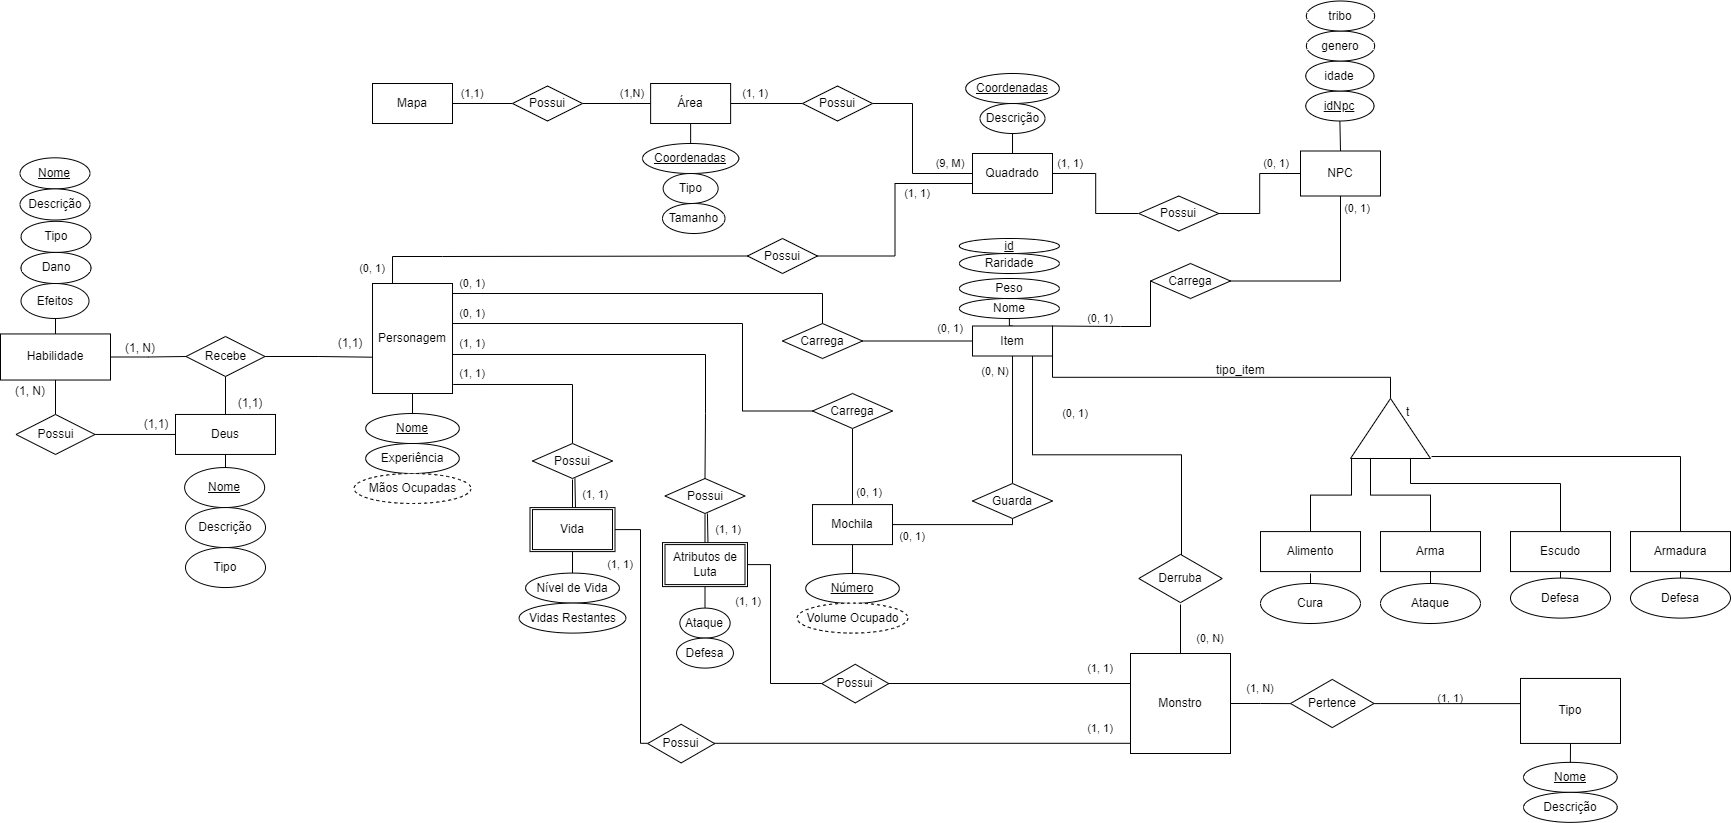 tribo
genero
idade
idNpc
Coordenadas
Descrição
Mapa
(1,1)
Possui
(1,N)
Área
(1, 1)
Possui
Coordenadas
Tipo
Tamanho
(9, M)
Quadrado
(1, 1)
(1, 1)
Possui
(0, 1)
NPC
(0, 1)
Nome
Descrição
Tipo
Dano
Efeitos
Habilidade
(1, N)
Recebe
(1,1)
(1, N)
Possui
(1,1)
(1,1)
Deus
Nome
Descrição
Tipo
Possui
(0, 1)
Personagem
(0, 1)
(0, 1)
(1, 1)
(1, 1)
Nome
Experiência
Mãos Ocupadas
id
Raridade
Peso
Nome
Item
(0, 1)
Carrega
(0, 1)
Carrega
(0, N)
(0, 1)
tipo_item
t
Carrega
(0, 1)
Mochila
(0, 1)
Guarda
Número
Volume Ocupado
Possui
(1, 1)
Vida
(1, 1)
Nível de Vida
Vidas Restantes
Possui
(1, 1)
Atributos de
Luta
(1, 1)
Ataque
Defesa
Alimento
Cura
Arma
Ataque
Escudo
Defesa
Armadura
Defesa
Derruba
(0, N)
Possui
(1, 1)
Possui
(1, 1)
Monstro
(1, N)
Pertence
(1, 1)
Tipo
Nome
Descrição